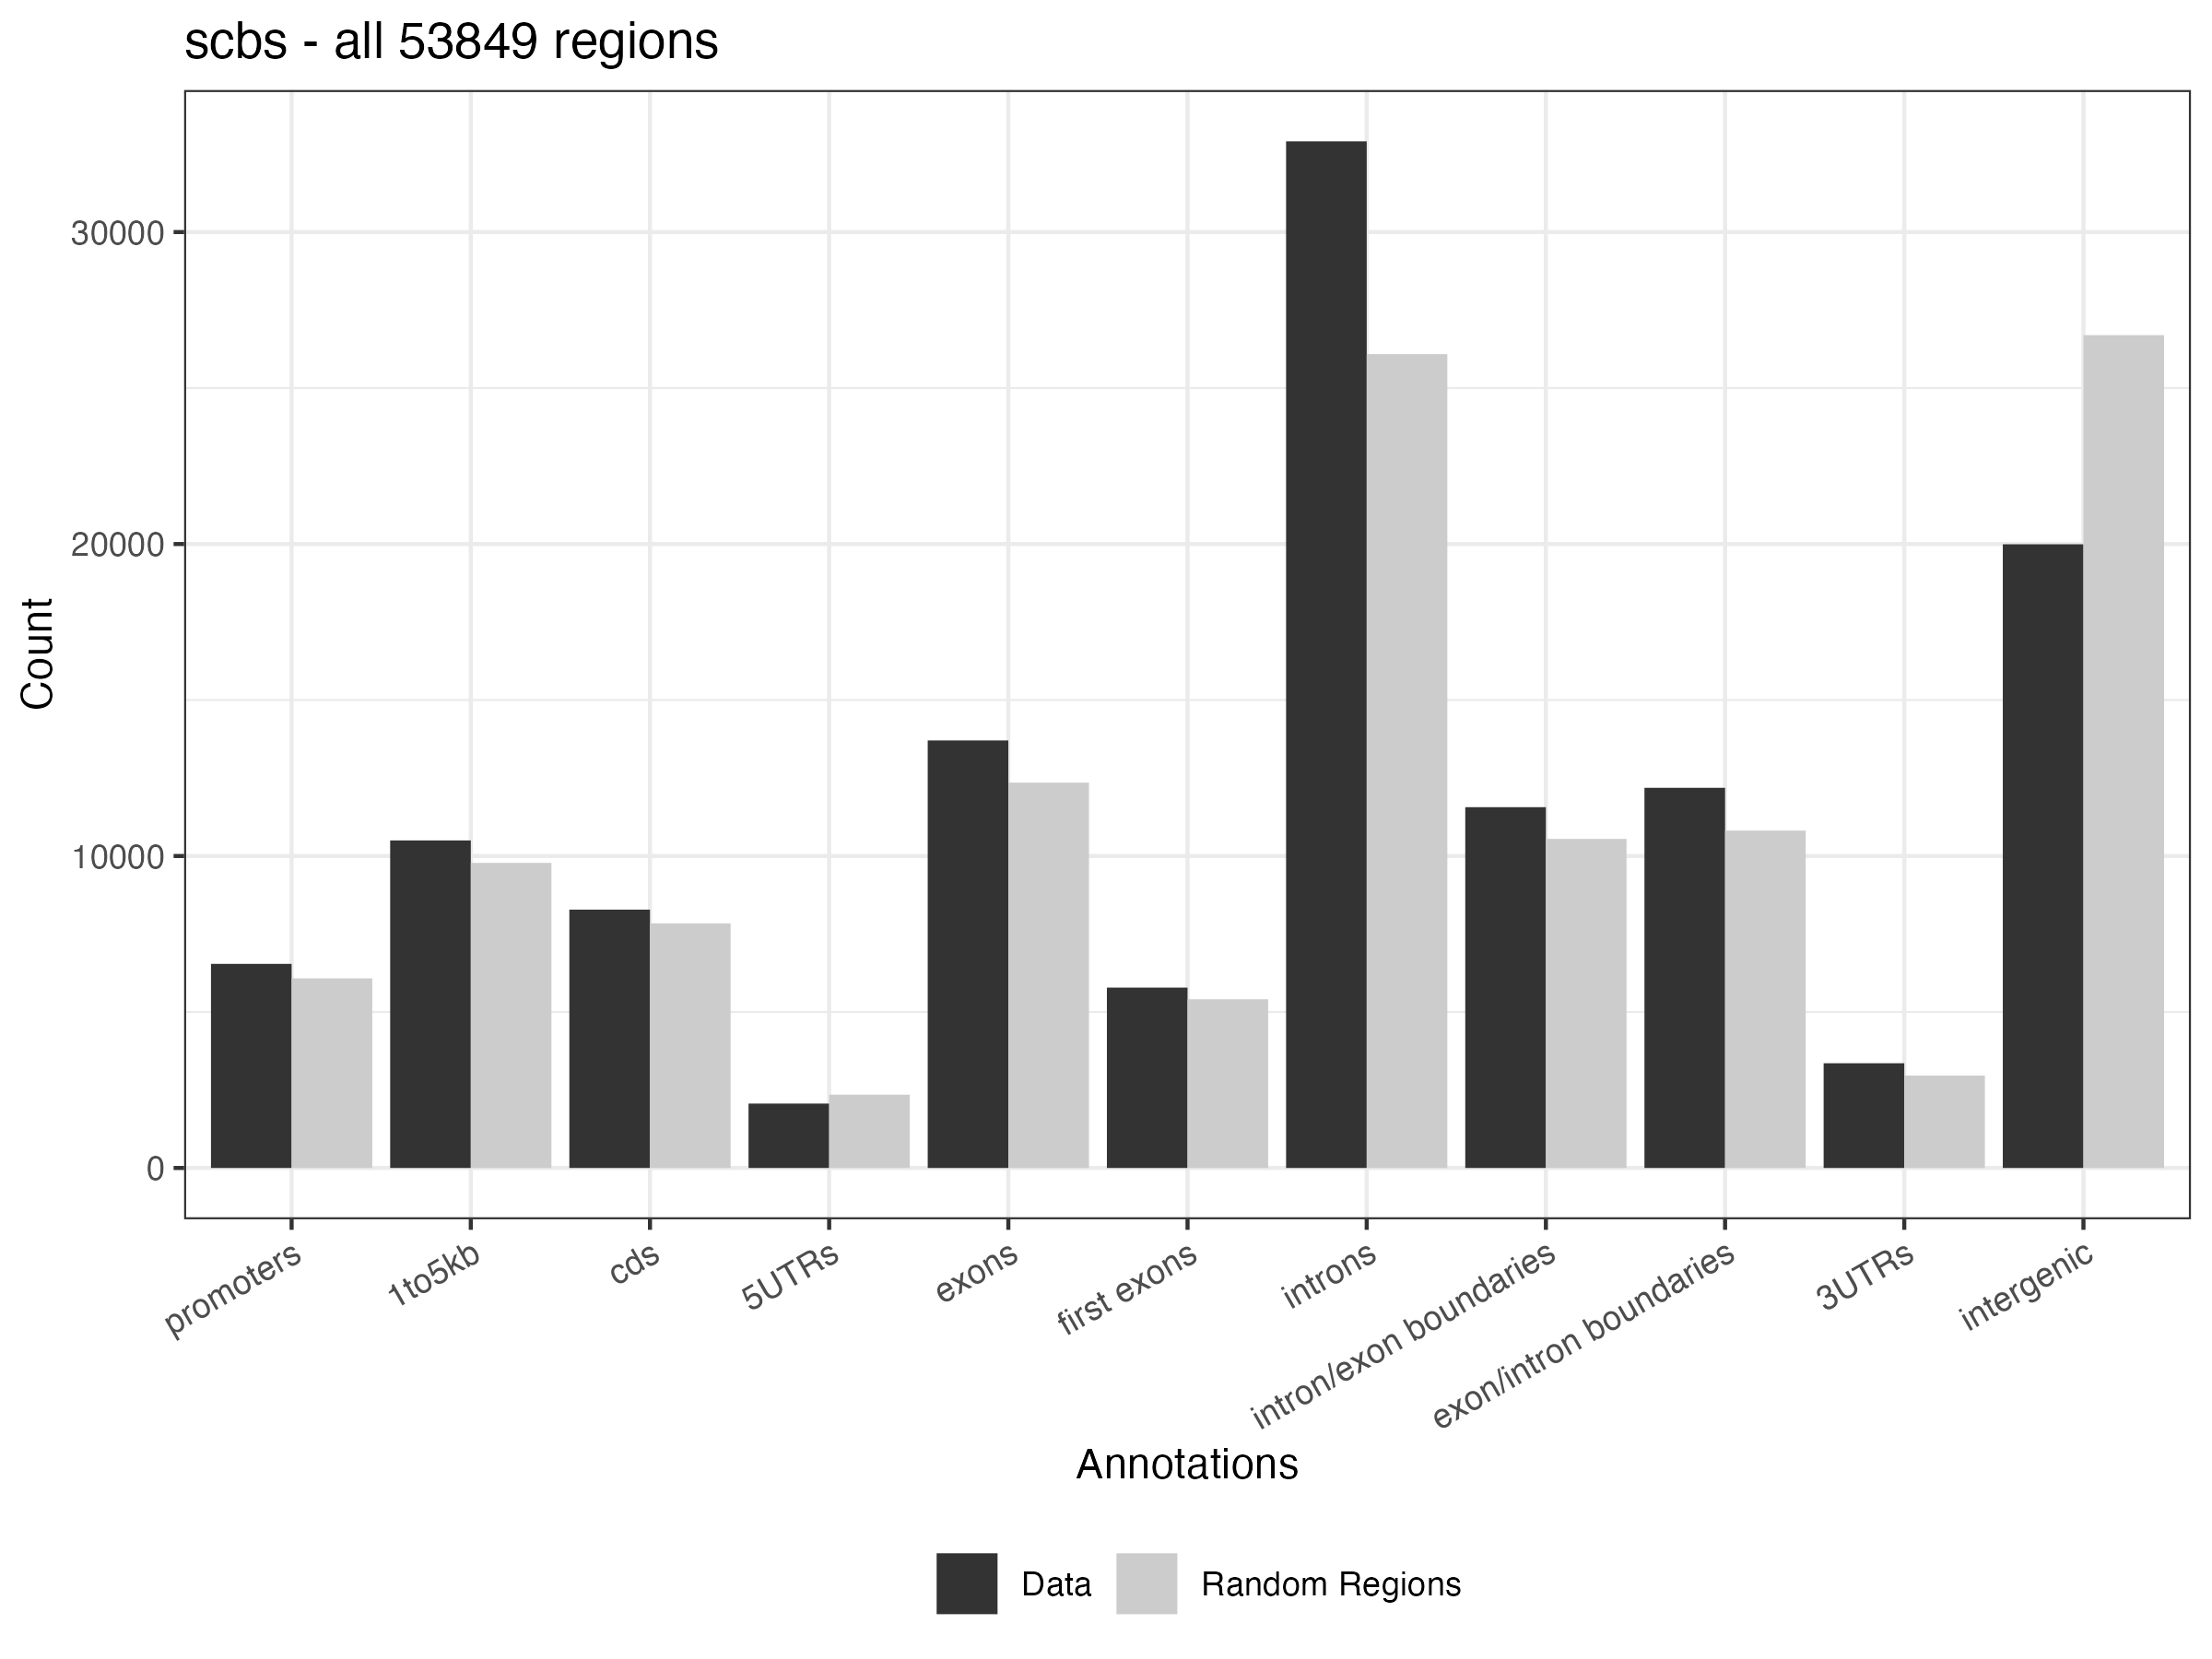 scbs - all 53849 regions
Count
30000
20000
10000
0
promoters
1to5kb
cds
5UTRs
exons
first exons
introns
intron/exon boundaries
exon/intron boundaries
3UTRs
intergenic
Annotations
Data
Random Regions